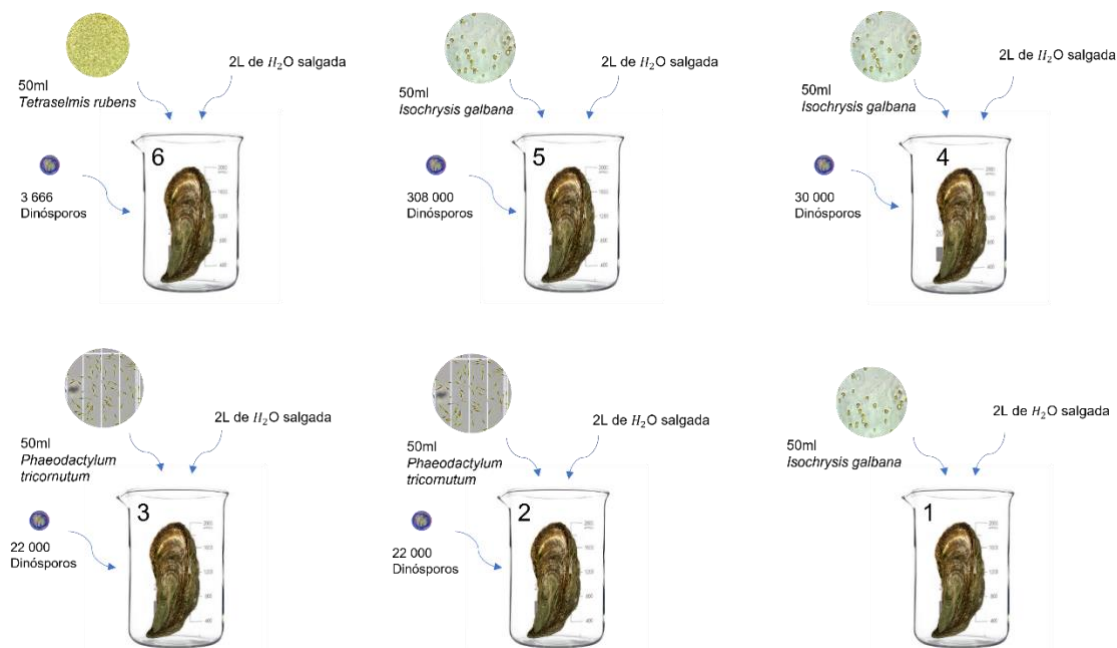 2L de H₂O salgada
50ml
Tetraselmis rubens
6
3 666
Dinósporos
2L de H₂O salgada
50ml
Isochrysis galbana
5
308 000
Dinósporos
2L de H₂O salgada
50ml
Isochrysis galbana
4
30 000
Dinósporos
2L de H₂O salgada
50ml
Phaeodactylum
tricornutum
3
22 000
Dinósporos
2L de H₂O salgada
50ml
Phaeodactylum
tricornutum
2
22 000
Dinósporos
2L de H₂O salgada
50ml
Isochrysis galbana
1